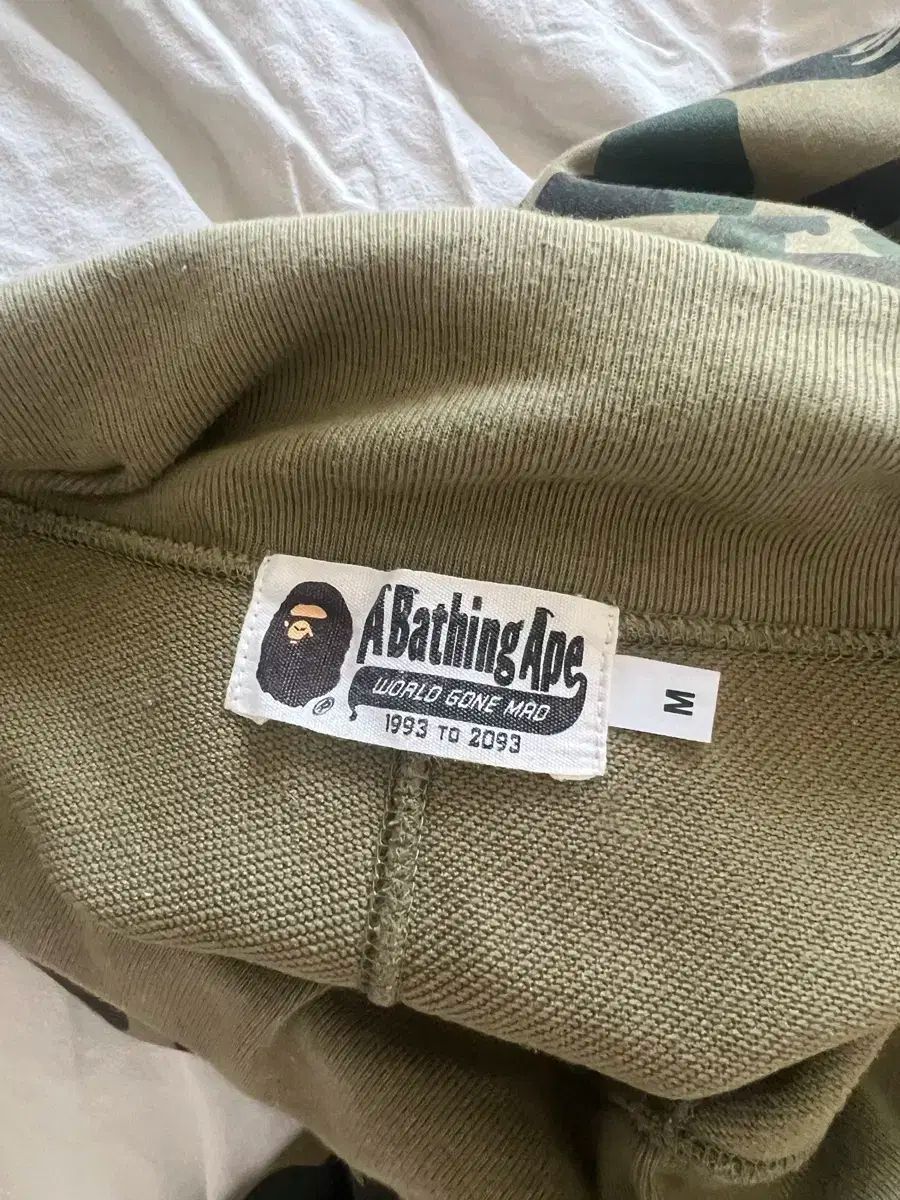 A Bathing Ape
WORLD GONE MAD
1993 TO 2093
M